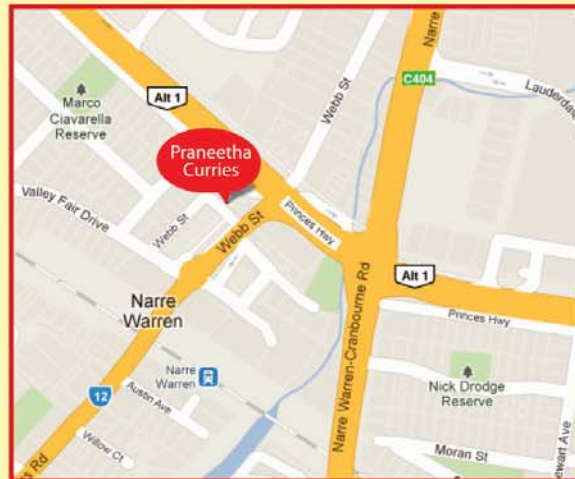 Narre
Alt 1
C404
Webb St
Marco
Ciavarella
Reserve
Praneetha
Curries
Valley Fair Drive
Webb St
Webb St
Princes Hwy
Alt 1
Narre
Warren
Princes Hwy
Narre Warren-Cranbourne Rd
Narre
Warren
12
Austin Ave
Nick Drodge
Reserve
Willow Ct
Moran St